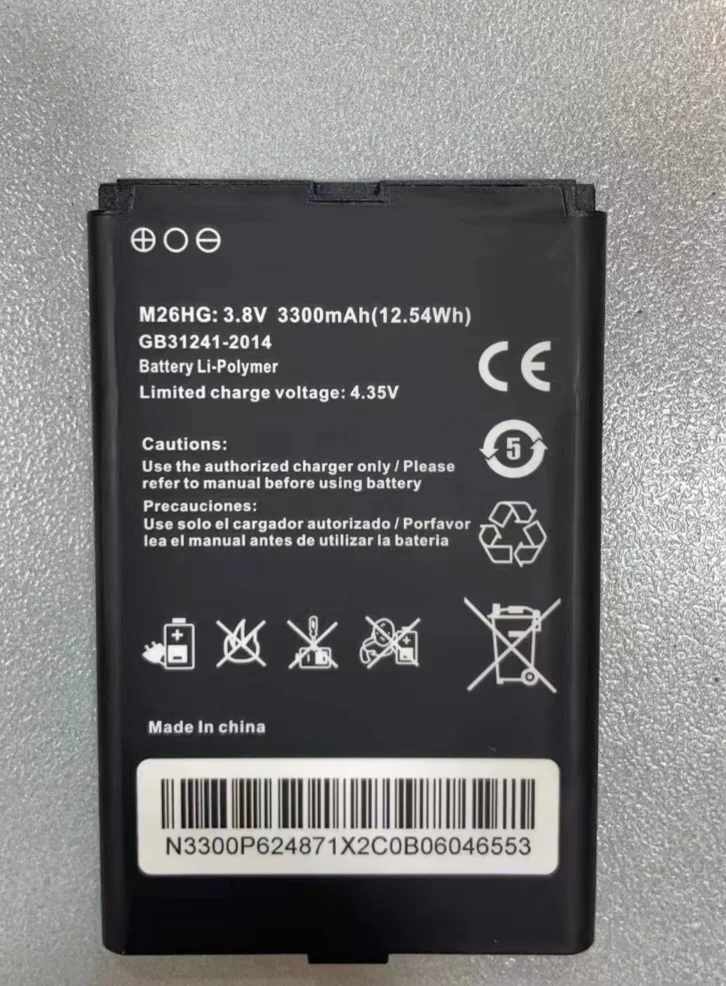 M26HG: 3.8V 3300mAh(12.54Wh)
GB31241-2014
Battery Li-Polymer
Limited charge voltage: 4.35V
CE
Cautions:
5
Use the authorized charger only / Please
refer to manual before using battery
Precauciones:
Use solo el cargador autorizado / Porfavor
lea el manual antes de utilizar la bateria
Made In china
N3300P624871X2C0B06046553